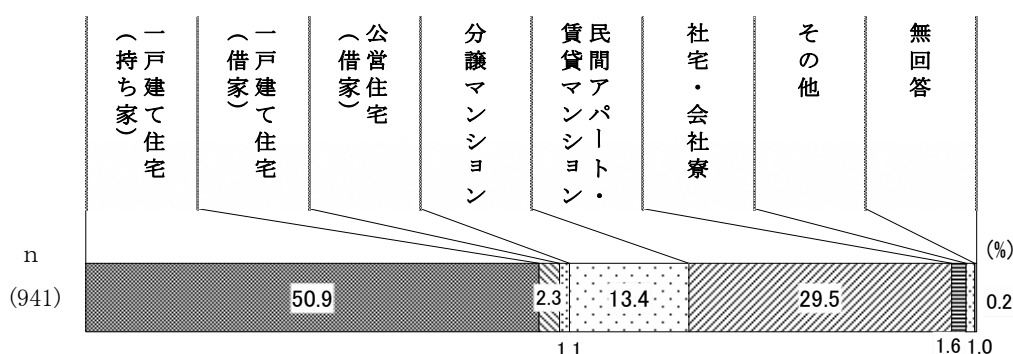 一戸建て住宅
（持ち家）
一戸建て住宅
（借家）
公営住宅
（借家）
分譲マンション
民間アパート・
賃貸マンション
社宅・会社寮
その他
無回答
(%)
n
(941)
50.9
2.3
1.1
13.4
29.5
1.6
1.0
0.2